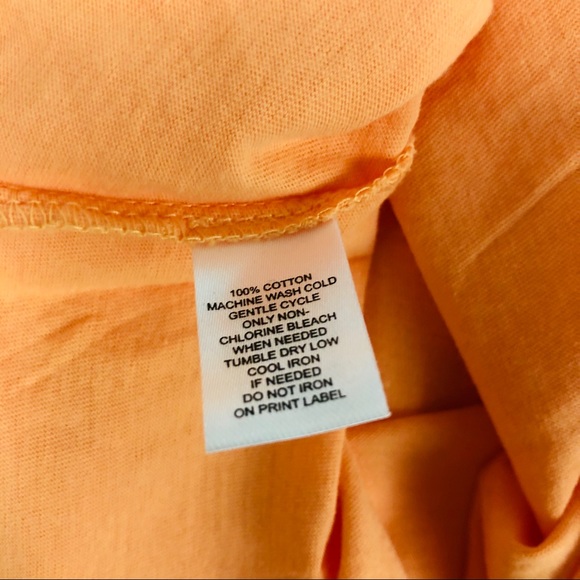 100% COTTON
MACHINE WASH COLD
GENTLE CYCLE
ONLY NON-
CHLORINE BLEACH
WHEN NEEDED
TUMBLE DRY LOW
COOL IRON
IF NEEDED
DO NOT IRON
ON PRINT LABEL